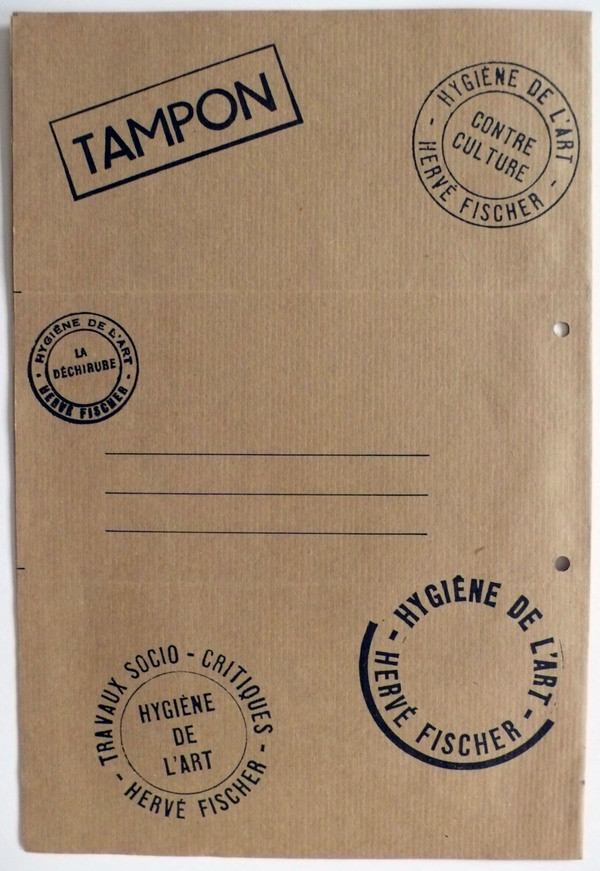 TAMPON
HYGIÈNE DE L'ART
CONTRE
CULTURE
- HERVÉ FISCHER -
HYGIÈNE DE L'ART
LA
DÉCHIRURE
• HERVÉ FISCHER •
- HYGIÈNE DE L'ART -
HERVÉ FISCHER
TRAVAUX SOCIO - CRITIQUES
HYGIÈNE
DE
L'ART
- HERVÉ FISCHER -